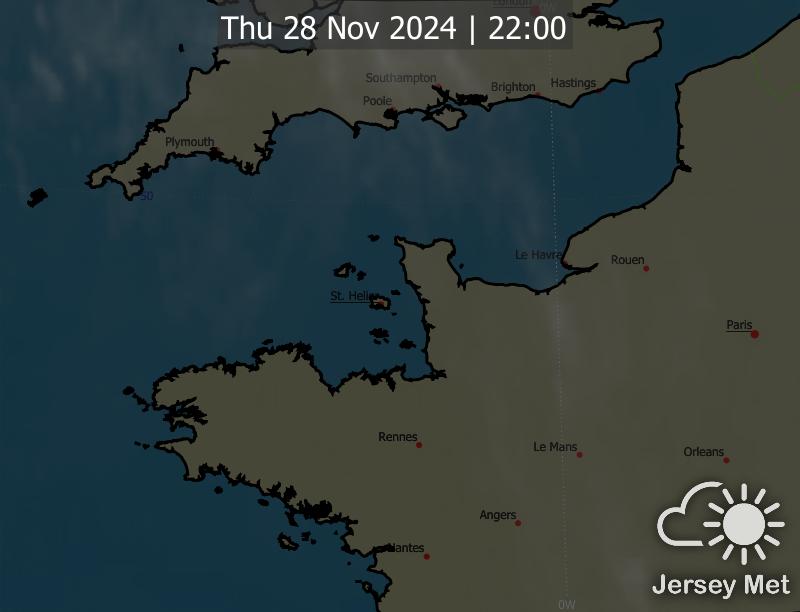 London
0W
Thu 28 Nov 2024 | 22:00
Southampton
Brighton
Hastings
Poole
Plymouth
50
Le Havre
Rouen
St. Helier
Paris
Rennes
Le Mans
Orleans
Angers
Nantes
Jersey Met
0W